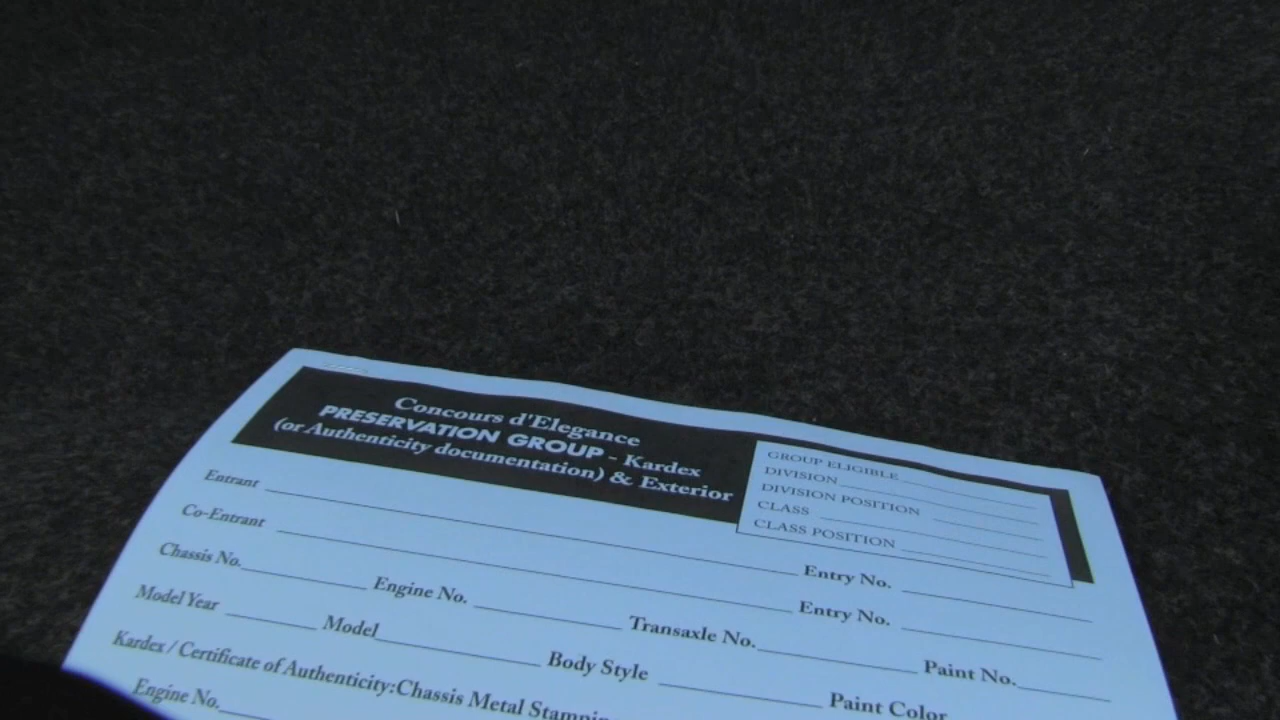 Concours d'Elegance
PRESERVATION GROUP - Kardex
(or Authenticity documentation) & Exterior
GROUP ELIGIBLE
DIVISION
DIVISION POSITION
CLASS
CLASS POSITION
Entrant Entry No.
Co-Entrant Entry No.
Chassis No. Engine No. Transaxle No. Paint No.
Model Year Model Body Style Paint Color
Kardex / Certificate of Authenticity: Chassis Metal
Engine No.